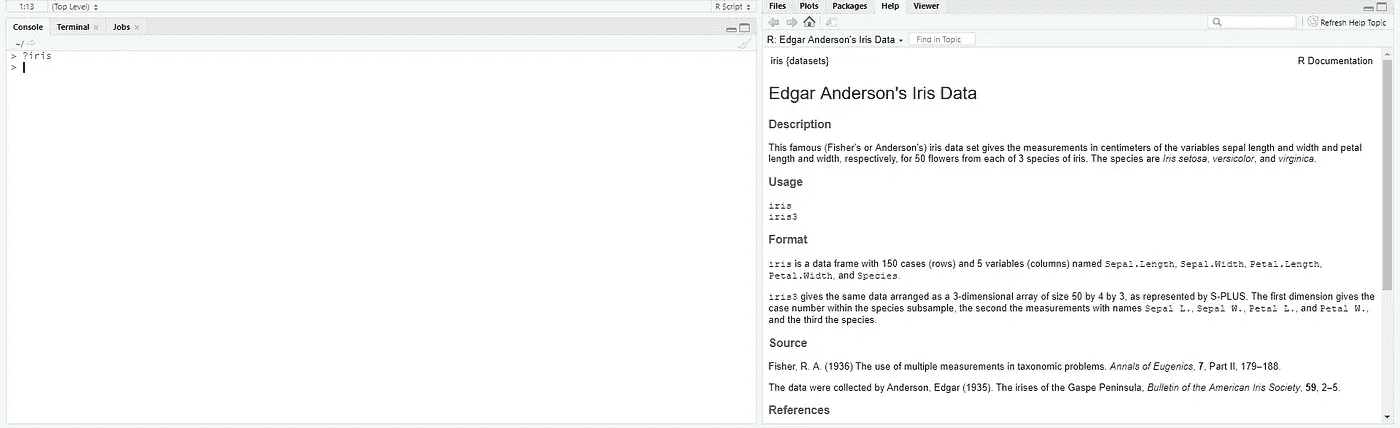 1:13 (Top Level) R Script
Console Terminal × Jobs ×
~/
> ?iris
>
Files Plots Packages Help Viewer
Refresh Help Topic
R: Edgar Anderson's Iris Data Find in Topic
iris {datasets} R Documentation
Edgar Anderson's Iris Data
Description
This famous (Fisher's or Anderson's) iris data set gives the measurements in centimeters of the variables sepal length and width and petal
length and width, respectively, for 50 flowers from each of 3 species of iris. The species are Iris setosa, versicolor, and virginica.
Usage
iris
iris3
Format
iris is a data frame with 150 cases (rows) and 5 variables (columns) named Sepal.Length, Sepal.Width, Petal.Length,
Petal.Width, and Species.
iris3 gives the same data arranged as a 3-dimensional array of size 50 by 4 by 3, as represented by S-PLUS. The first dimension gives the
case number within the species subsample, the second the measurements with names Sepal L., Sepal W., Petal L., and Petal W.,
and the third the species.
Source
Fisher, R. A. (1936) The use of multiple measurements in taxonomic problems. Annals of Eugenics, 7, Part II, 179–188.
The data were collected by Anderson, Edgar (1935). The irises of the Gaspe Peninsula, Bulletin of the American Iris Society, 59, 2–5.
References